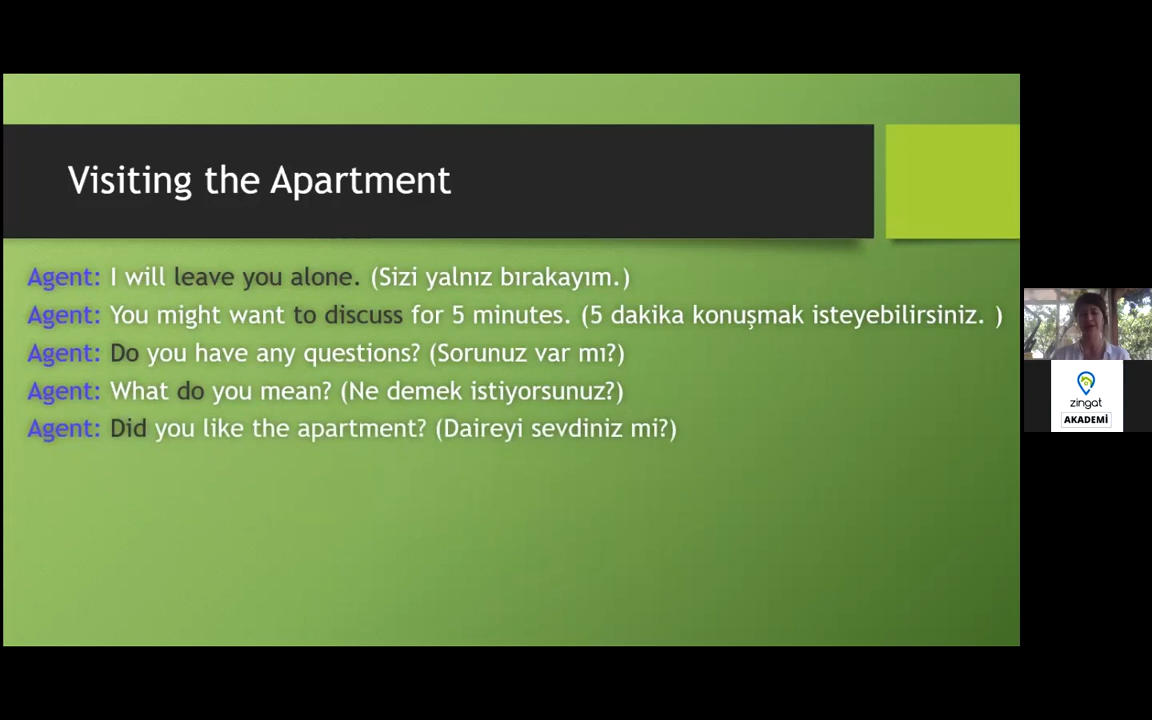 Visiting the Apartment
Agent: I will leave you alone. (Sizi yalnız bırakayım.)
Agent: You might want to discuss for 5 minutes. (5 dakika konuşmak isteyebilirsiniz. )
Agent: Do you have any questions? (Sorunuz var mı?)
Agent: What do you mean? (Ne demek istiyorsunuz?)
Agent: Did you like the apartment? (Daireyi sevdiniz mi?)
zingat
AKADEMİ